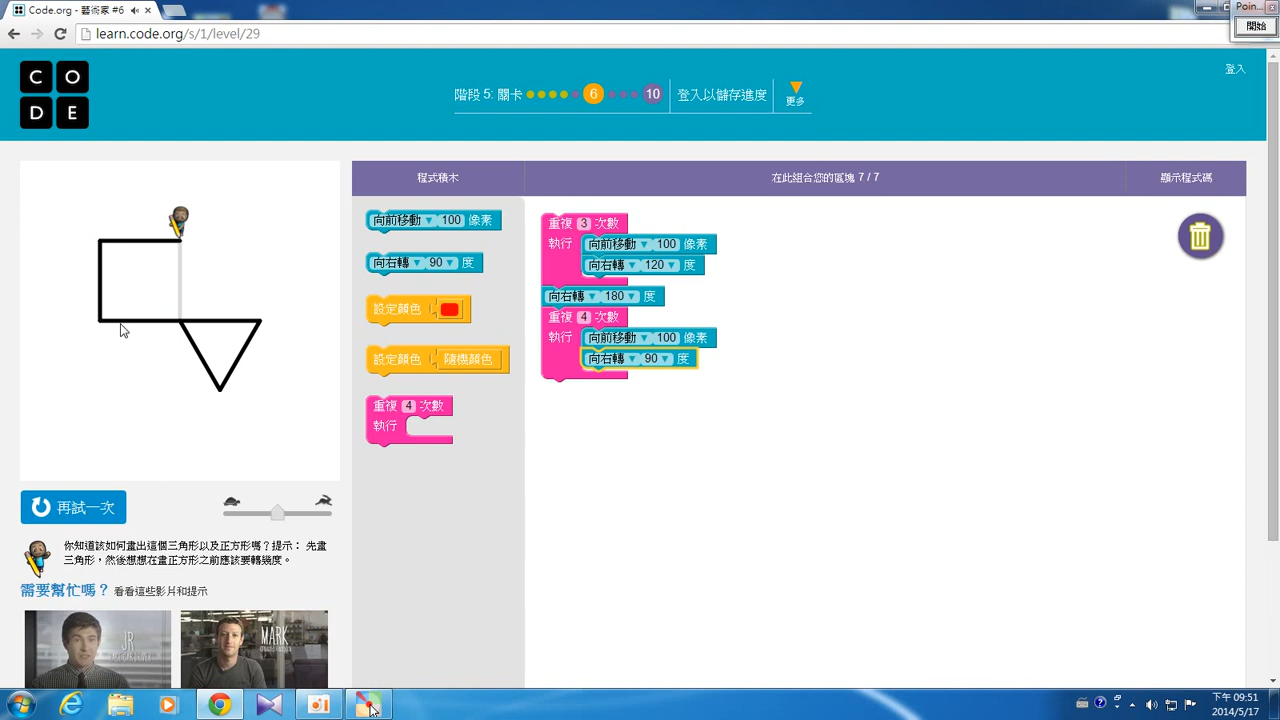 Code.org - 藝術家 #6
Poin...
開始
learn.code.org/s/1/level/29
C O
D E
階段 5: 關卡 6 10 登入以儲存進度 更多
登入
程式積木
在此組合您的區塊 7 / 7
顯示程式碼
向前移動 100 像素
向右轉 90 度
設定顏色
設定顏色 隨機顏色
重複 4 次數
執行
重複 3 次數
執行 向前移動 100 像素
向右轉 120 度
向右轉 180 度
重複 4 次數
執行 向前移動 100 像素
向右轉 90 度
再試一次
你知道該如何畫出這個三角形以及正方形嗎？提示： 先畫
三角形，然後想想在畫正方形之前應該要轉幾度。
需要幫忙嗎？ 看看這些影片和提示
JR
MARK
下午 09:51
2014/5/17